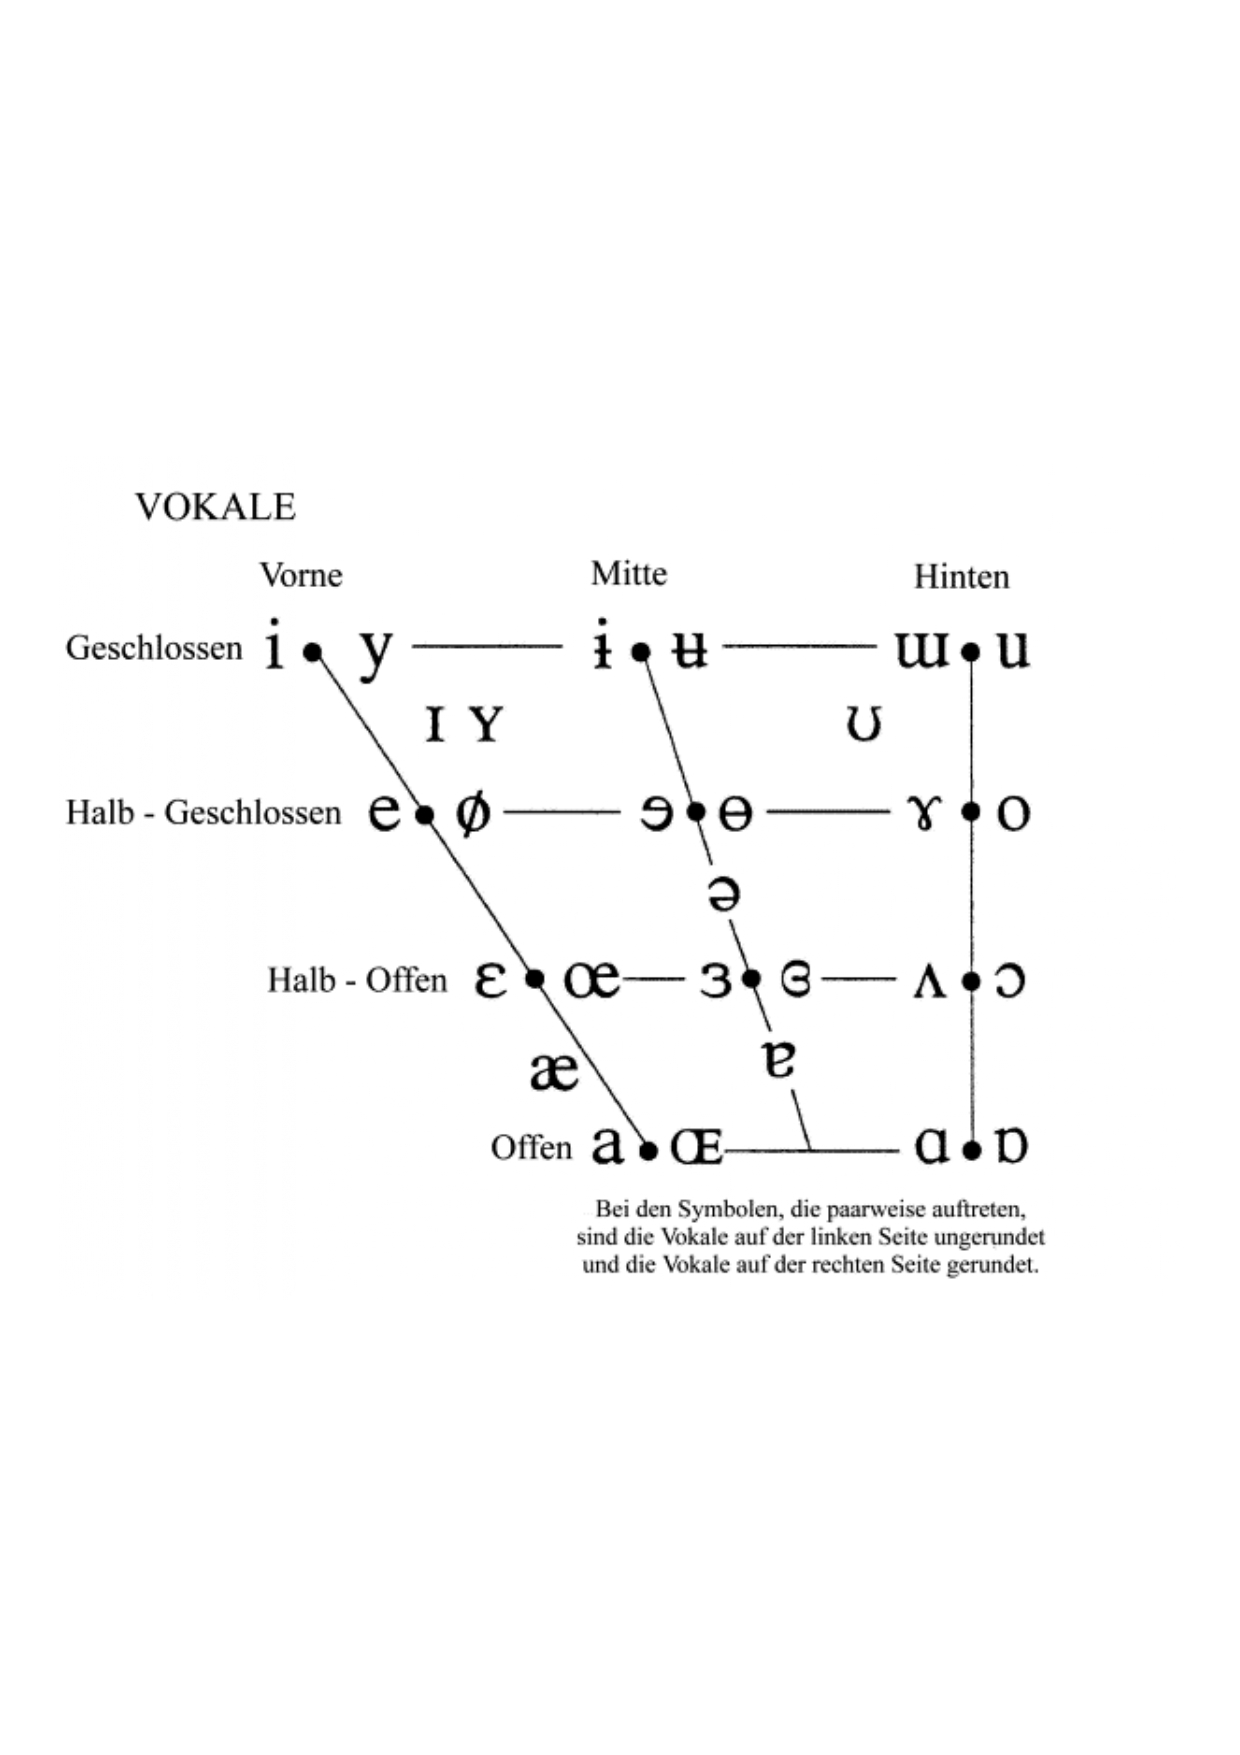 VOKALE
Vorne Mitte Hinten
Geschlossen i y ɨ ʉ ɯ u
ɪ ʏ ʊ
Halb - Geschlossen e ø ɘ ɵ ɤ o
ə
Halb - Offen ɛ œ ɜ ɞ ʌ ɔ
æ ɐ
Offen a ɶ ɑ ɒ
Bei den Symbolen, die paarweise auftreten,
sind die Vokale auf der linken Seite ungerundet
und die Vokale auf der rechten Seite gerundet.